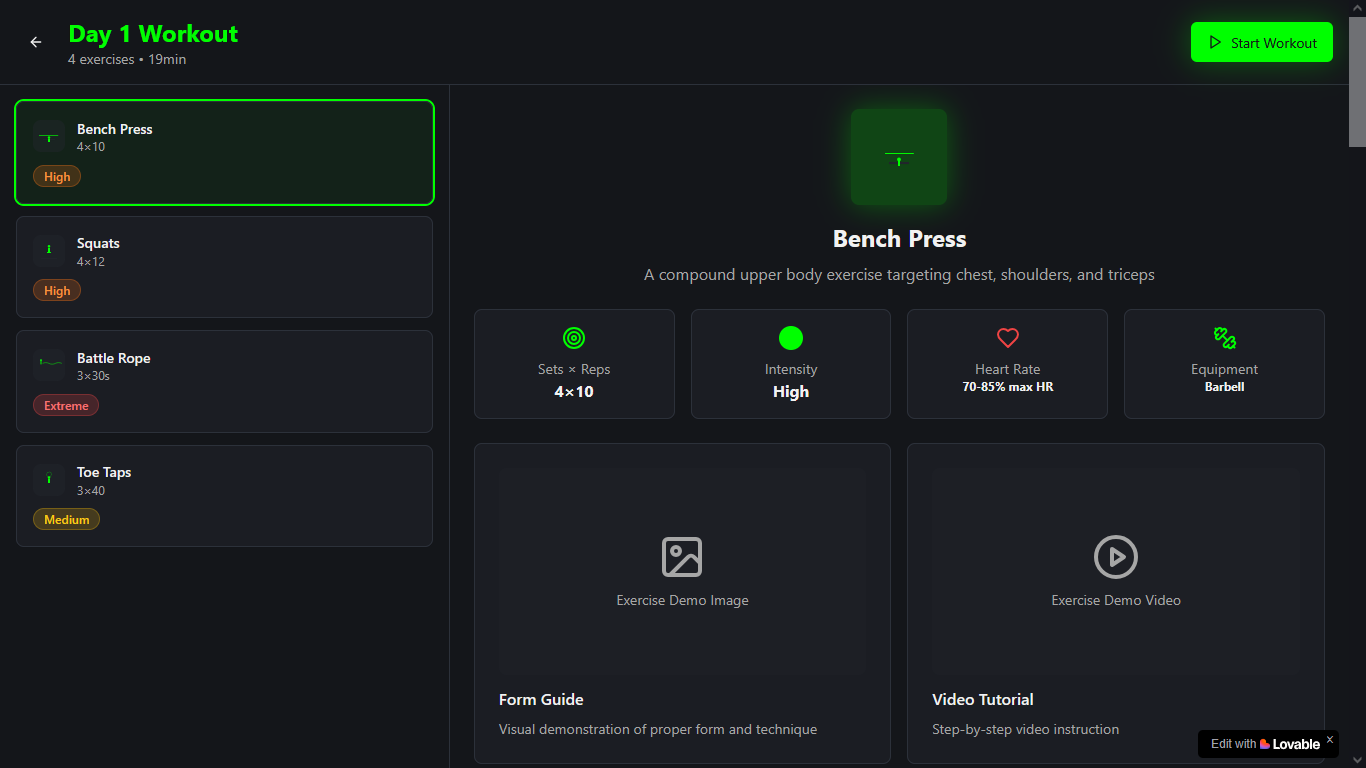 Day 1 Workout
4 exercises • 19min
Start Workout
Bench Press
4×10
High
Squats
4×12
High
Battle Rope
3×30s
Extreme
Toe Taps
3×40
Medium
Bench Press
A compound upper body exercise targeting chest, shoulders, and triceps
Sets × Reps
4×10
Intensity
High
Heart Rate
70-85% max HR
Equipment
Barbell
Exercise Demo Image
Form Guide
Visual demonstration of proper form and technique
Exercise Demo Video
Video Tutorial
Step-by-step video instruction
Edit with Lovable